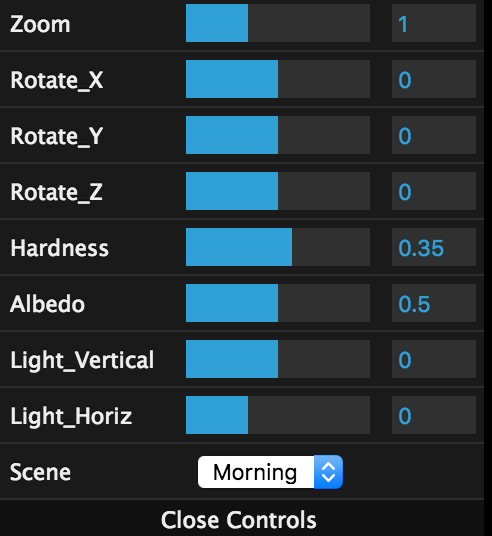 Zoom 1
Rotate_X 0
Rotate_Y 0
Rotate_Z 0
Hardness 0.35
Albedo 0.5
Light_Vertical 0
Light_Horiz 0
Scene Morning
Close Controls